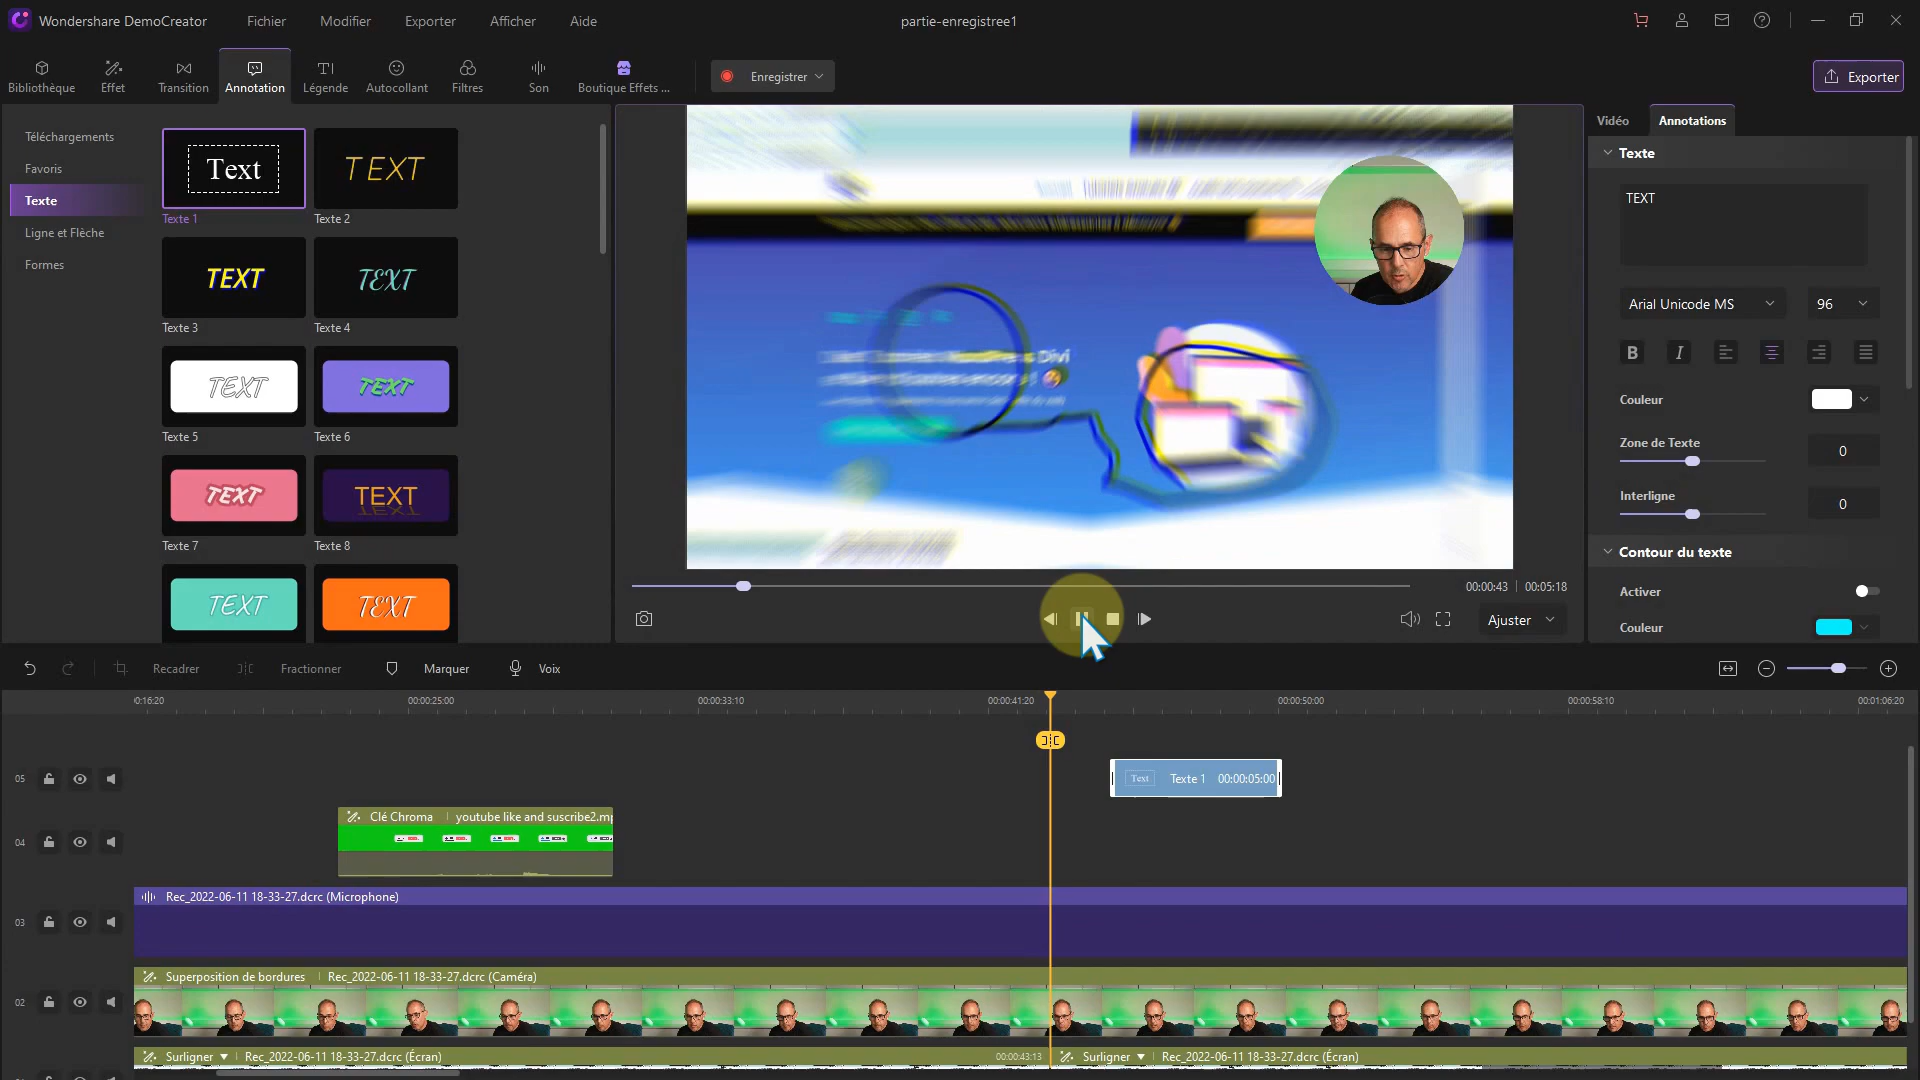 Wondershare DemoCreator
Fichier
Modifier
Exporter
Afficher
Aide
partie-enregistree1
Bibliothèque
Effet
Transition
Annotation
Légende
Autocollant
Filtres
Son
Boutique Effets ...
Enregistrer
Exporter
Téléchargements
Favoris
Texte
Ligne et Flèche
Formes
Text
Texte 1
TEXT
Texte 2
TEXT
Texte 3
TEXT
Texte 4
TEXT
Texte 5
TEXT
Texte 6
TEXT
Texte 7
TEXT
Texte 8
TEXT
TEXT
Divi
00:00:43 | 00:05:18
Ajuster
Vidéo
Annotations
Texte
TEXT
Arial Unicode MS
96
B
I
Couleur
Zone de Texte
0
Interligne
0
Contour du texte
Activer
Couleur
Recadrer
Fractionner
Marquer
Voix
00:16:20
00:00:25:00
00:00:33:10
00:00:41:20
00:00:50:00
00:00:58:10
00:01:06:20
05
Text
Texte 1
00:00:05:00
04
Clé Chroma
youtube like and suscribe2.mp
03
Rec_2022-06-11 18-33-27.dcrc (Microphone)
02
Superposition de bordures
Rec_2022-06-11 18-33-27.dcrc (Caméra)
Surligner
Rec_2022-06-11 18-33-27.dcrc (Écran)
00:00:43:13
Surligner
Rec_2022-06-11 18-33-27.dcrc (Écran)